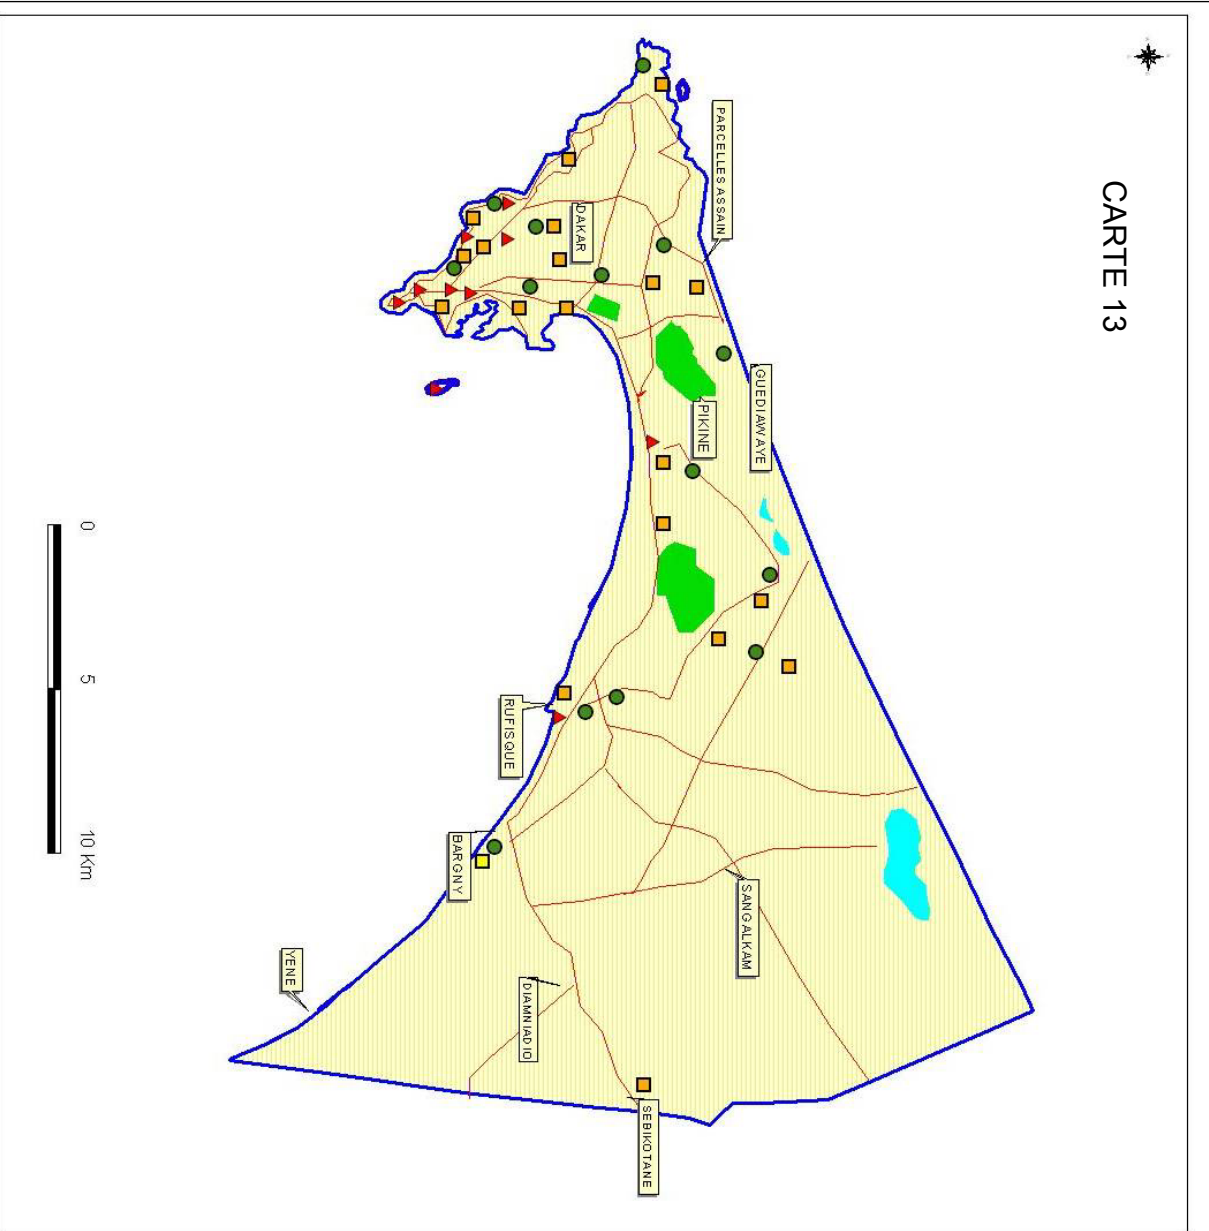 CARTE 13
PARCELLES ASSAIN
DAKAR
GUEDIAWAYE
PIKINE
RUFISQUE
BARGNY
SANGALKAM
YENE
DIAMNIADIO
SEBIKOTANE
0
5
10 Km